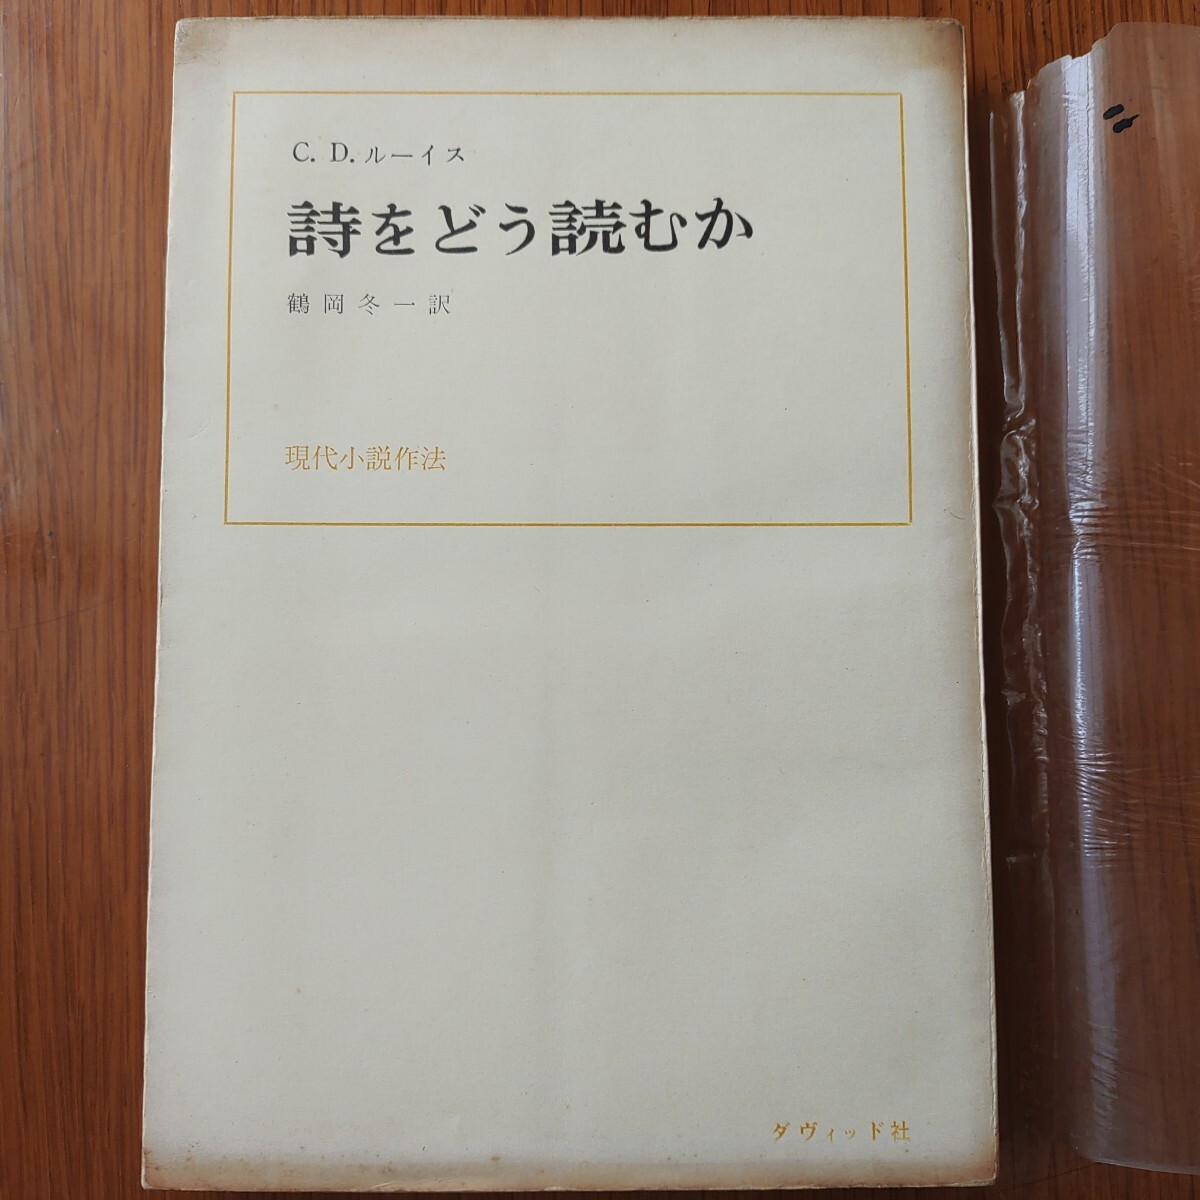 C. D. ルーイス
詩をどう読むか
鶴岡冬一訳
現代小説作法
ダヴィッド社